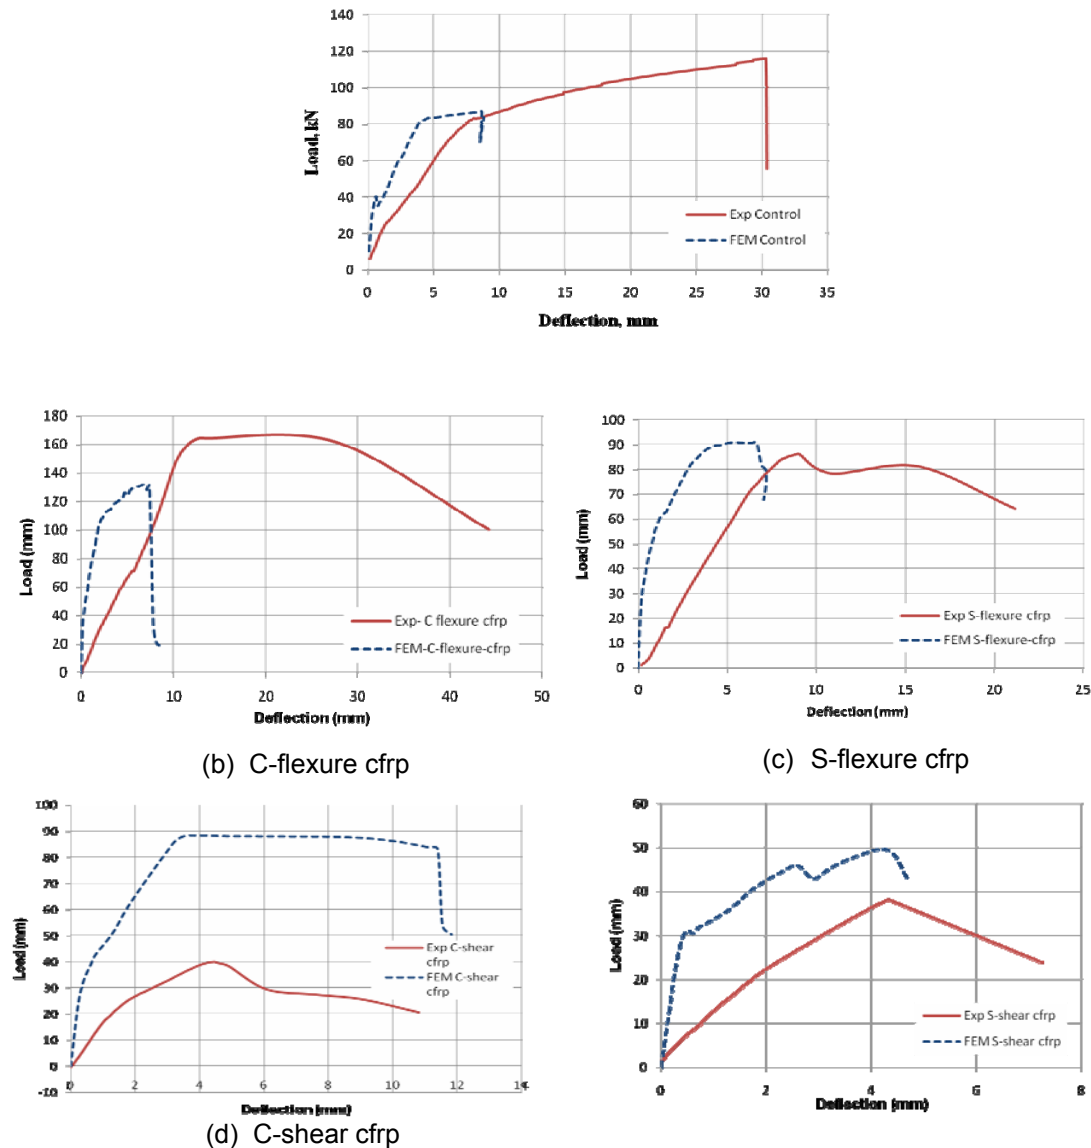 140
120
100
80
60
40
20
0
Load, kN
Exp Control
FEM Control
0 5 10 15 20 25 30 35
Deflection, mm
180
160
140
120
100
80
60
40
20
0
Load (mm)
Exp- C flexure cfrp
FEM-C-flexure-cfrp
0 10 20 30 40 50
Deflection (mm)
(b) C-flexure cfrp
100
90
80
70
60
50
40
30
20
10
0
Load (mm)
Exp S-flexure cfrp
FEM S-flexure-cfrp
0 5 10 15 20 25
Deflection (mm)
(c) S-flexure cfrp
100
90
80
70
60
50
40
30
20
10
0
-10
Load (mm)
Exp C-shear
cfrp
FEM C-shear
cfrp
0 2 4 6 8 10 12 14
Deflection (mm)
(d) C-shear cfrp
60
50
40
30
20
10
0
Load (mm)
Exp S-shear cfrp
FEM S-shear cfrp
0 2 4 6 8
Deflection (mm)